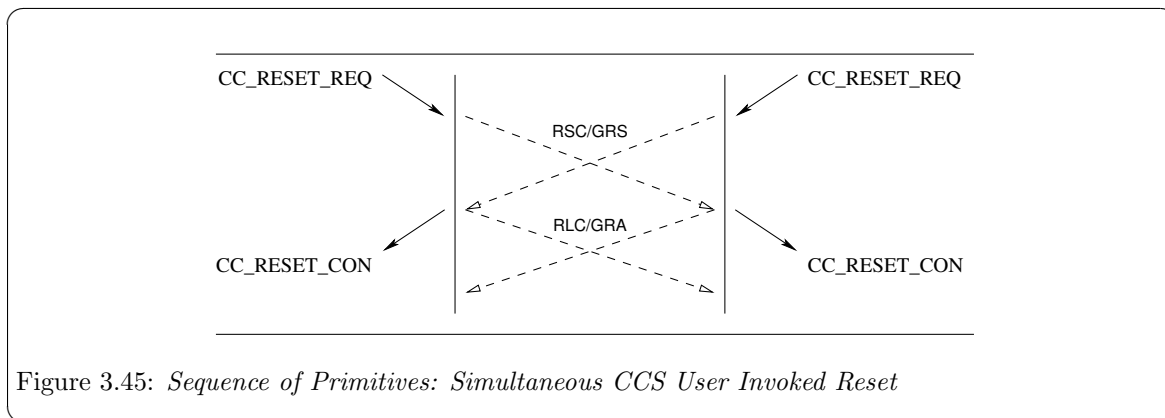 CC_RESET_REQ CC_RESET_REQ
RSC/GRS
RLC/GRA
CC_RESET_CON CC_RESET_CON
Figure 3.45: Sequence of Primitives: Simultaneous CCS User Invoked Reset